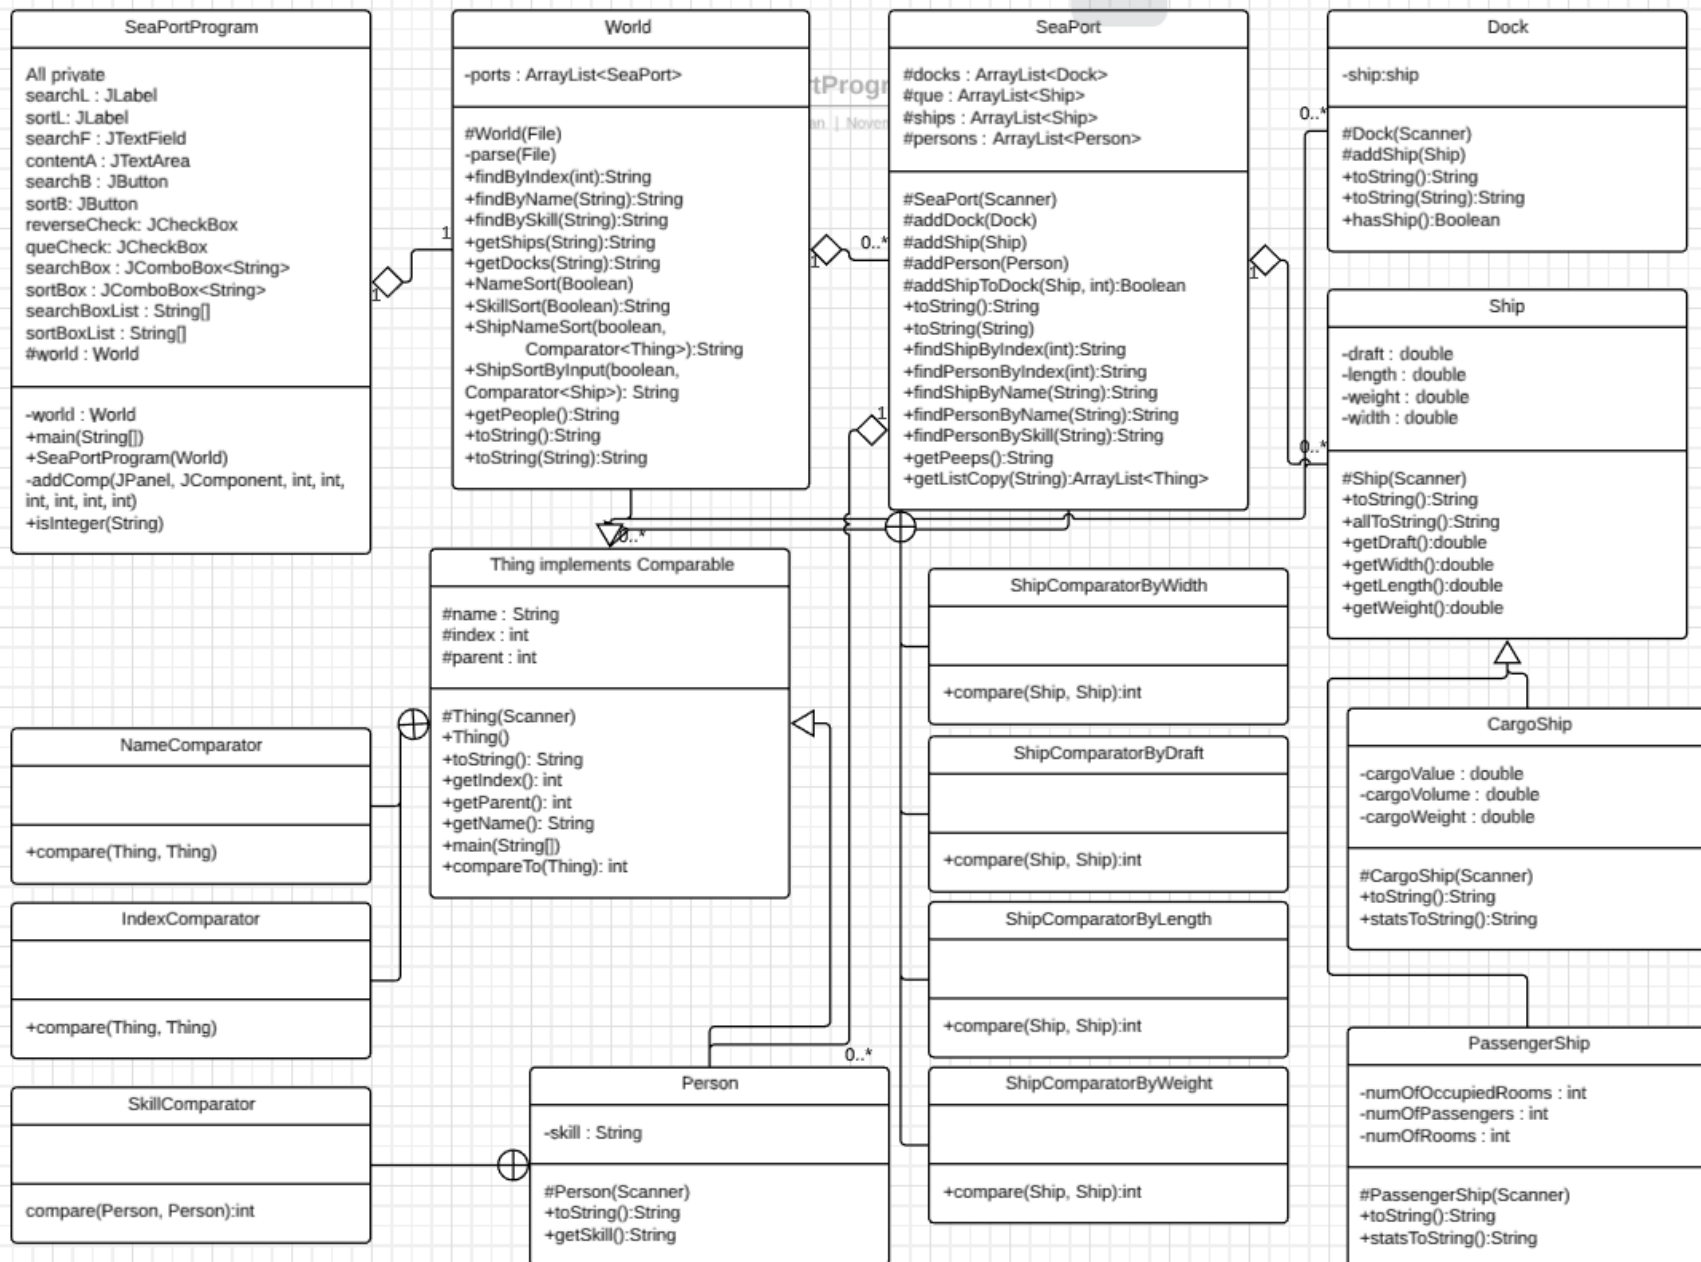 SeaPortProgram
All private
searchL : JLabel
sortL: JLabel
searchF : JTextField
contentA : JTextArea
searchB : JButton
sortB: JButton
reverseCheck: JCheckBox
queCheck: JCheckBox
searchBox : JComboBox<String>
sortBox : JComboBox<String>
searchBoxList : String[]
sortBoxList : String[]
#world : World
-world : World
+main(String[])
+SeaPortProgram(World)
-addComp(JPanel, JComponent, int, int,
int, int, int, int)
+isInteger(String)
1
1
World
-ports : ArrayList<SeaPort>
#World(File)
-parse(File)
+findByIndex(int):String
+findByName(String):String
+findBySkill(String):String
+getShips(String):String
+getDocks(String):String
+NameSort(Boolean)
+SkillSort(Boolean):String
+ShipNameSort(boolean,
Comparator<Thing>):String
+ShipSortByInput(boolean,
Comparator<Ship>): String
+getPeople():String
+toString():String
+toString(String):String
1
0..*
tProgr
an | Nover
SeaPort
#docks : ArrayList<Dock>
#que : ArrayList<Ship>
#ships : ArrayList<Ship>
#persons : ArrayList<Person>
#SeaPort(Scanner)
#addDock(Dock)
#addShip(Ship)
#addPerson(Person)
#addShipToDock(Ship, int):Boolean
+toString():String
+toString(String)
+findShipByIndex(int):String
+findPersonByIndex(int):String
+findShipByName(String):String
+findPersonByName(String):String
+findPersonBySkill(String):String
+getPeeps():String
+getListCopy(String):ArrayList<Thing>
1
1
0..*
0..*
0..*
Dock
-ship:ship
#Dock(Scanner)
#addShip(Ship)
+toString():String
+toString(String):String
+hasShip():Boolean
Ship
-draft : double
-length : double
-weight : double
-width : double
#Ship(Scanner)
+toString():String
+allToString():String
+getDraft():double
+getWidth():double
+getLength():double
+getWeight():double
Thing implements Comparable
#name : String
#index : int
#parent : int
#Thing(Scanner)
+Thing()
+toString(): String
+getIndex(): int
+getParent(): int
+getName(): String
+main(String[])
+compareTo(Thing): int
ShipComparatorByWidth
+compare(Ship, Ship):int
ShipComparatorByDraft
+compare(Ship, Ship):int
ShipComparatorByLength
+compare(Ship, Ship):int
ShipComparatorByWeight
+compare(Ship, Ship):int
CargoShip
-cargoValue : double
-cargoVolume : double
-cargoWeight : double
#CargoShip(Scanner)
+toString():String
+statsToString():String
PassengerShip
-numOfOccupiedRooms : int
-numOfPassengers : int
-numOfRooms : int
#PassengerShip(Scanner)
+toString():String
+statsToString():String
NameComparator
+compare(Thing, Thing)
IndexComparator
+compare(Thing, Thing)
SkillComparator
compare(Person, Person):int
0..*
Person
-skill : String
#Person(Scanner)
+toString():String
+getSkill():String